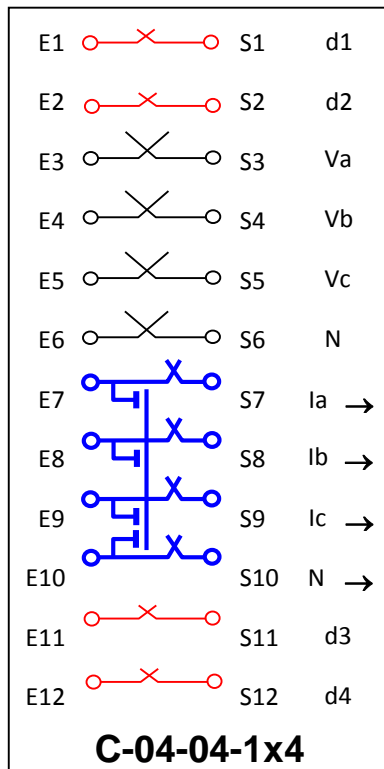 E1 S1 d1
E2 S2 d2
E3 S3 Va
E4 S4 Vb
E5 S5 Vc
E6 S6 N
E7 S7 Ia →
E8 S8 Ib →
E9 S9 Ic →
E10 S10 N →
E11 S11 d3
E12 S12 d4
C-04-04-1x4